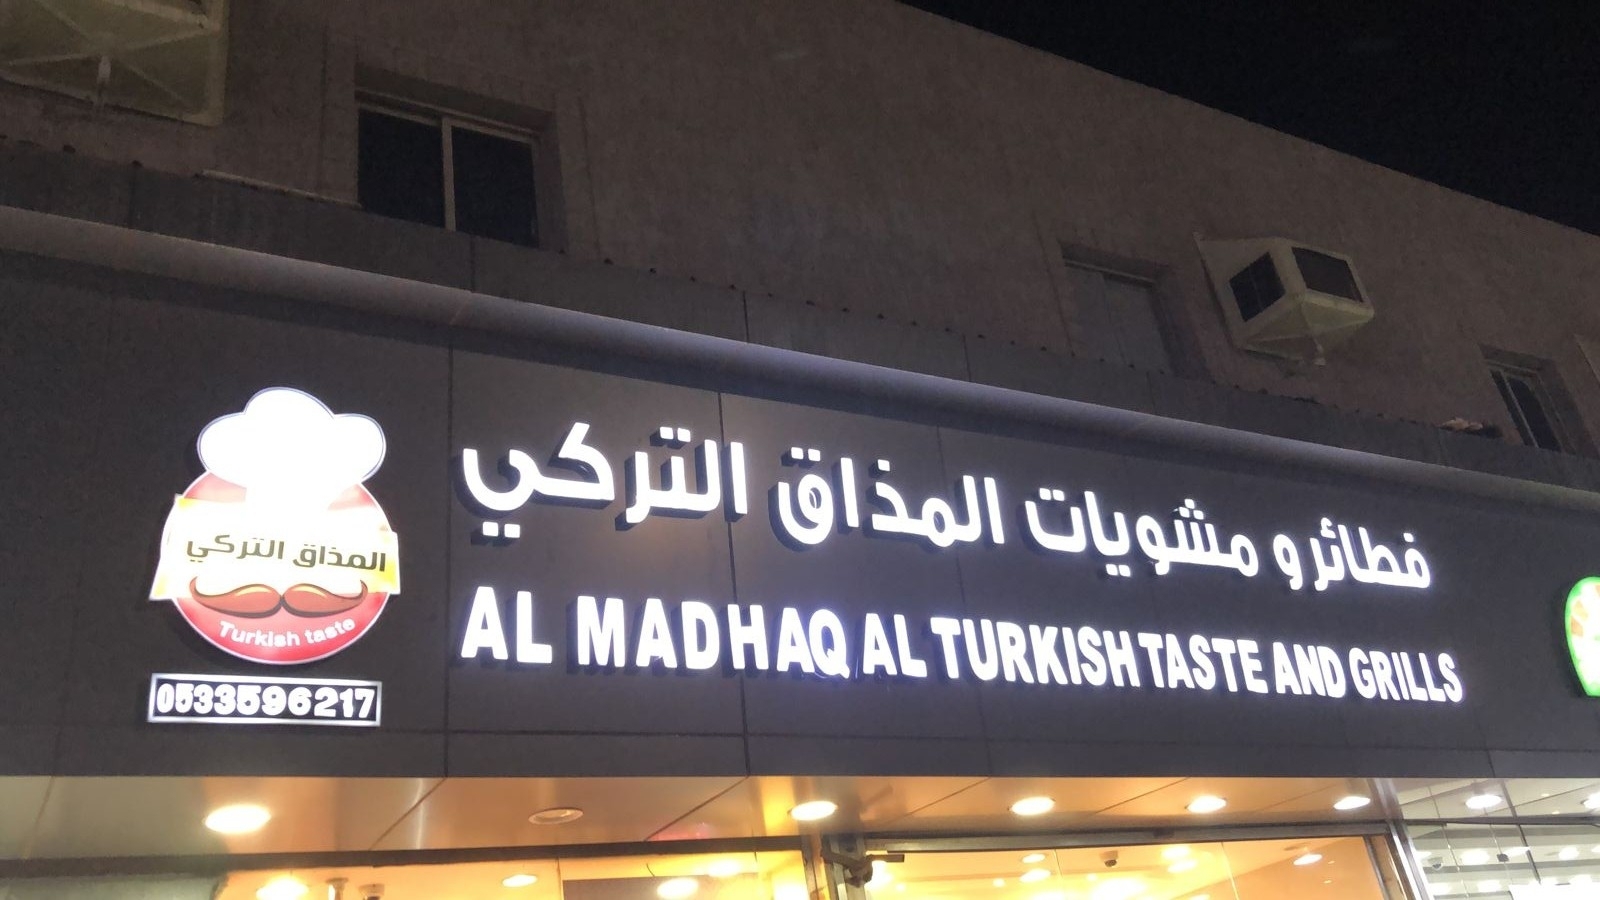 فطائر و مشويات المذاق التركي
AL MADHAQ AL TURKISH TASTE AND GRILLS
المذاق التركي
Turkish taste
0533596217